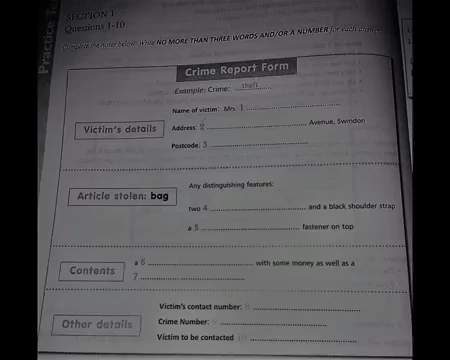 Practice
SECTION 1
Questions 1-10
Complete the notes below. Write NO MORE THAN THREE WORDS AND/OR A NUMBER for each answer.
Crime Report Form
Example: Crime: ....theft......
Name of victim: Mrs 1 ..............................
Victim's details
Address: 2 .............................. Avenue, Swindon
Postcode: 3 ..............................
Article stolen: bag
Any distinguishing features:
two 4 .............................. and a black shoulder strap
a 5 .............................. fastener on top
Contents
a 6 .............................. with some money as well as a
7 ..............................
Other details
Victim's contact number: 8 ..............................
Crime Number: 9 ..............................
Victim to be contacted 10 ..............................